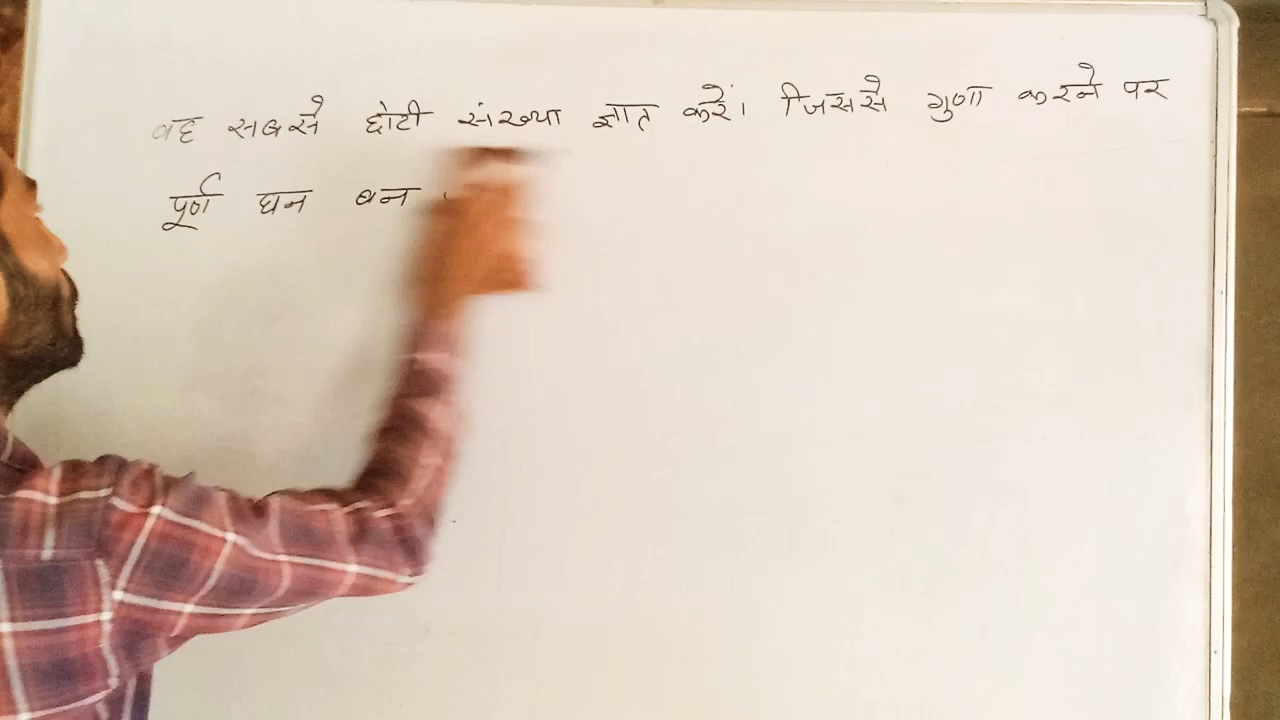 वह सबसे छोटी संख्या ज्ञात करें। जिससे गुणा करने पर
पूर्ण घन बन